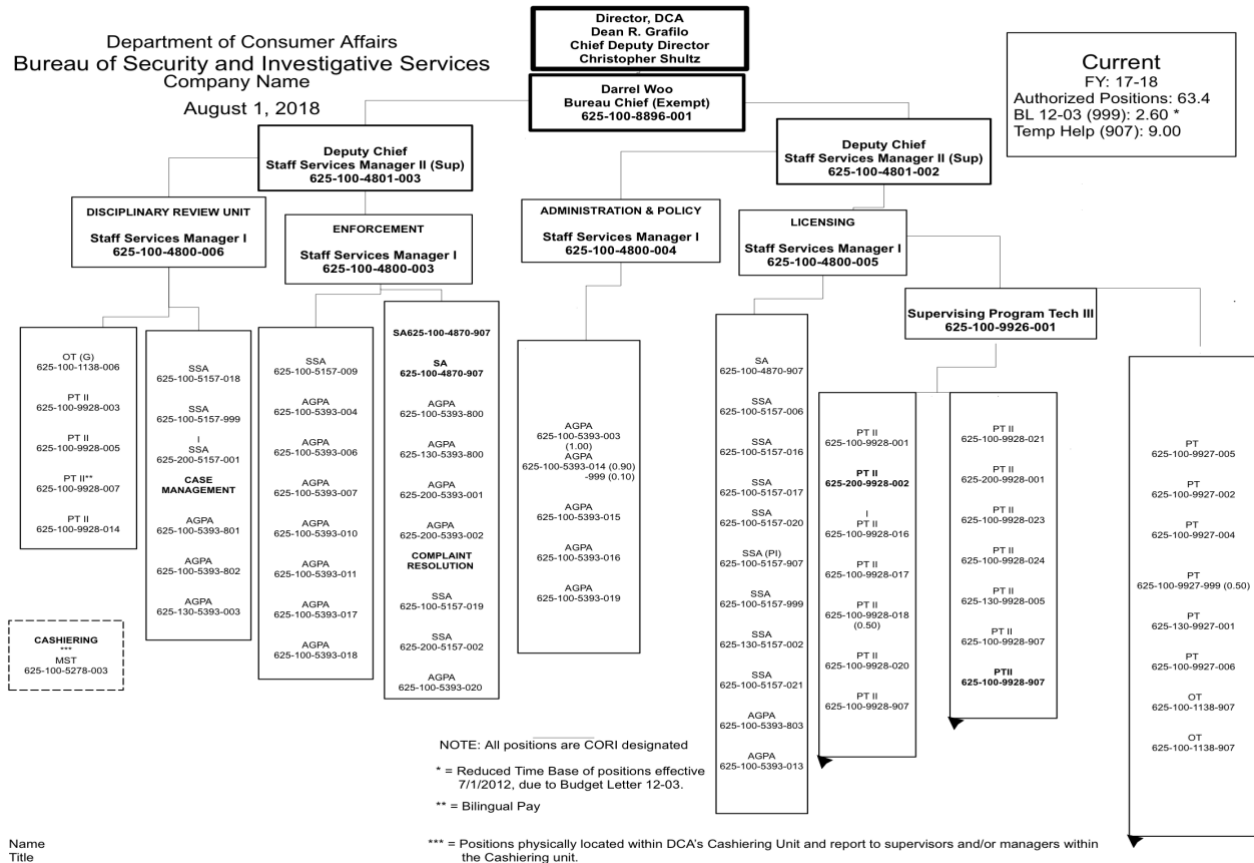 Department of Consumer Affairs
Bureau of Security and Investigative Services
Company Name
August 1, 2018
Director, DCA
Dean R. Grafilo
Chief Deputy Director
Christopher Shultz
Darrel Woo
Bureau Chief (Exempt)
625-100-8896-001
Current
FY: 17-18
Authorized Positions: 63.4
BL 12-03 (999): 2.60 *
Temp Help (907): 9.00
Deputy Chief
Staff Services Manager II (Sup)
625-100-4801-003
Deputy Chief
Staff Services Manager II (Sup)
625-100-4801-002
DISCIPLINARY REVIEW UNIT
Staff Services Manager I
625-100-4800-006
ENFORCEMENT
Staff Services Manager I
625-100-4800-003
ADMINISTRATION & POLICY
Staff Services Manager I
625-100-4800-004
LICENSING
Staff Services Manager I
625-100-4800-005
Supervising Program Tech III
625-100-9926-001
OT (G)
625-100-1138-006
PT II
625-100-9928-003
PT II
625-100-9928-005
PT II**
625-100-9928-007
PT II
625-100-9928-014
SSA
625-100-5157-018
SSA
625-100-5157-999
I
SSA
625-200-5157-001
CASE
MANAGEMENT
AGPA
625-100-5393-801
AGPA
625-100-5393-802
AGPA
625-130-5393-003
SSA
625-100-5157-009
AGPA
625-100-5393-004
AGPA
625-100-5393-006
AGPA
625-100-5393-007
AGPA
625-100-5393-010
AGPA
625-100-5393-011
AGPA
625-100-5393-017
AGPA
625-100-5393-018
SA625-100-4870-907
SA
625-100-4870-907
AGPA
625-100-5393-800
AGPA
625-130-5393-800
AGPA
625-200-5393-001
AGPA
625-200-5393-002
COMPLAINT
RESOLUTION
SSA
625-100-5157-019
SSA
625-200-5157-002
AGPA
625-100-5393-020
AGPA
625-100-5393-003
(1.00)
AGPA
625-100-5393-014 (0.90)
-999 (0.10)
AGPA
625-100-5393-015
AGPA
625-100-5393-016
AGPA
625-100-5393-019
SA
625-100-4870-907
SSA
625-100-5157-006
SSA
625-100-5157-016
SSA
625-100-5157-017
SSA
625-100-5157-020
SSA (PI)
625-100-5157-907
SSA
625-100-5157-999
SSA
625-130-5157-002
SSA
625-100-5157-021
AGPA
625-100-5393-803
AGPA
625-100-5393-013
PT II
625-100-9928-001
PT II
625-200-9928-002
I
PT II
625-100-9928-016
PT II
625-100-9928-017
PT II
625-100-9928-018
(0.50)
PT II
625-100-9928-020
PT II
625-100-9928-907
PT II
625-100-9928-021
PT II
625-200-9928-001
PT II
625-100-9928-023
PT II
625-100-9928-024
PT II
625-130-9928-005
PT II
625-100-9928-907
PTII
625-100-9928-907
PT
625-100-9927-005
PT
625-100-9927-002
PT
625-100-9927-004
PT
625-100-9927-999 (0.50)
PT
625-130-9927-001
PT
625-100-9927-006
OT
625-100-1138-907
OT
625-100-1138-907
CASHIERING
***
MST
625-100-5278-003
NOTE: All positions are CORI designated
* = Reduced Time Base of positions effective
7/1/2012, due to Budget Letter 12-03.
** = Bilingual Pay
*** = Positions physically located within DCA's Cashiering Unit and report to supervisors and/or managers within
the Cashiering unit.
Name
Title